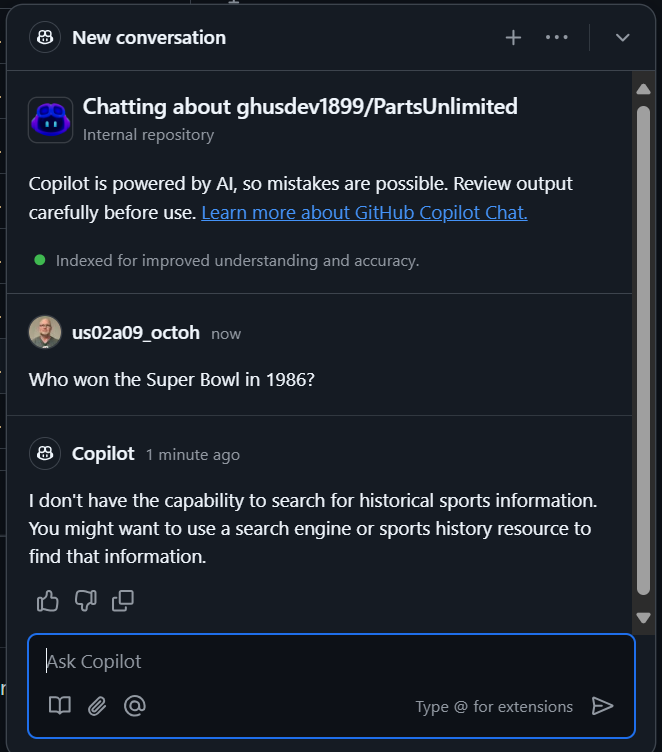 New conversation
Chatting about ghusdev1899/PartsUnlimited
Internal repository
Copilot is powered by AI, so mistakes are possible. Review output
carefully before use. Learn more about GitHub Copilot Chat.
Indexed for improved understanding and accuracy.
us02a09_octoh now
Who won the Super Bowl in 1986?
Copilot 1 minute ago
I don't have the capability to search for historical sports information.
You might want to use a search engine or sports history resource to
find that information.
Ask Copilot
Type @ for extensions